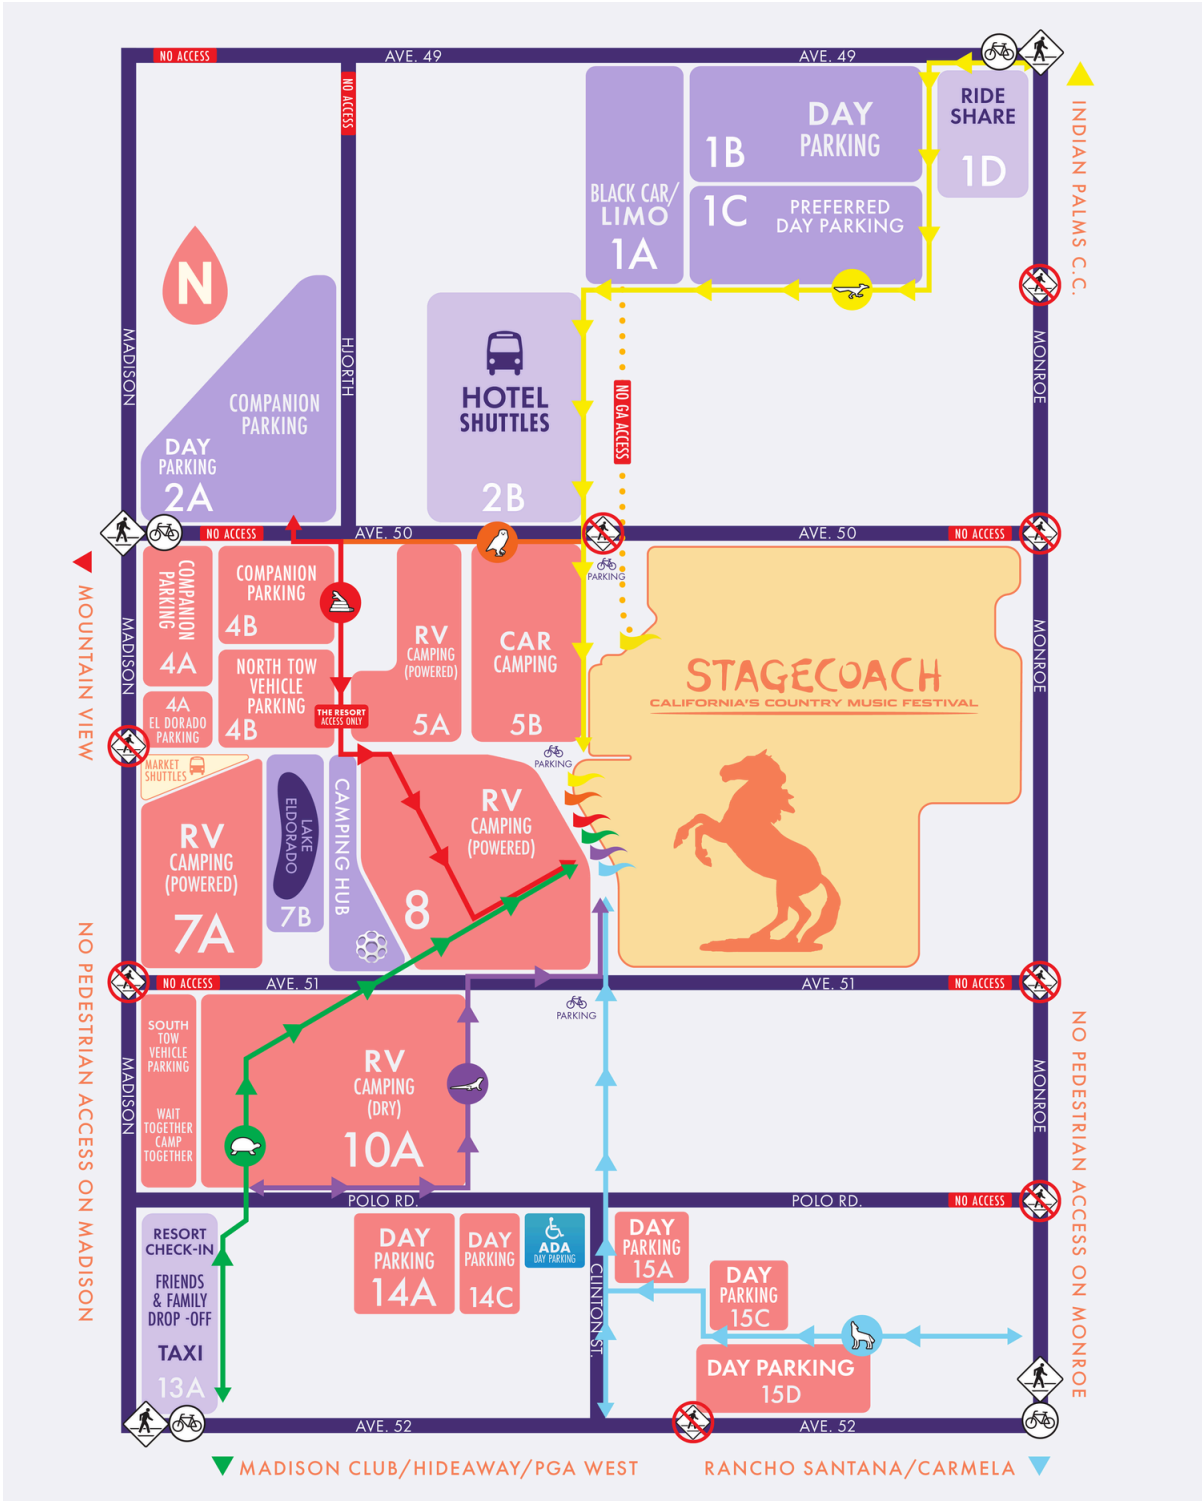 NO ACCESS
AVE. 49
AVE. 49
NO ACCESS
RIDE
SHARE
1D
DAY
PARKING
1B
BLACK CAR/
LIMO
1A
1C
PREFERRED
DAY PARKING
INDIAN PALMS C.C.
N
MADISON
HJORTH
MONROE
COMPANION
PARKING
DAY
PARKING
2A
HOTEL
SHUTTLES
2B
NO GA ACCESS
NO ACCESS
AVE. 50
AVE. 50
NO ACCESS
PARKING
MOUNTAIN VIEW
MADISON
COMPANION
PARKING
4A
COMPANION
PARKING
4B
NORTH TOW
VEHICLE
PARKING
4B
4A
EL DORADO
PARKING
THE RESORT
ACCESS ONLY
RV
CAMPING
(POWERED)
5A
CAR
CAMPING
5B
STAGECOACH
CALIFORNIA'S COUNTRY MUSIC FESTIVAL
MONROE
PARKING
MARKET
SHUTTLES
RV
CAMPING
(POWERED)
7A
LAKE
ELDORADO
7B
CAMPING HUB
RV
CAMPING
(POWERED)
8
NO ACCESS
AVE. 51
AVE. 51
NO ACCESS
PARKING
NO PEDESTRIAN ACCESS ON MADISON
MADISON
SOUTH
TOW
VEHICLE
PARKING
WAIT
TOGETHER
CAMP
TOGETHER
RV
CAMPING
(DRY)
10A
MONROE
NO PEDESTRIAN ACCESS ON MONROE
POLO RD.
POLO RD.
NO ACCESS
RESORT
CHECK-IN
FRIENDS
& FAMILY
DROP -OFF
TAXI
13A
DAY
PARKING
14A
DAY
PARKING
14C
ADA
DAY PARKING
CLINTON ST.
DAY
PARKING
15A
DAY
PARKING
15C
DAY PARKING
15D
AVE. 52
AVE. 52
MADISON CLUB/HIDEAWAY/PGA WEST
RANCHO SANTANA/CARMELA